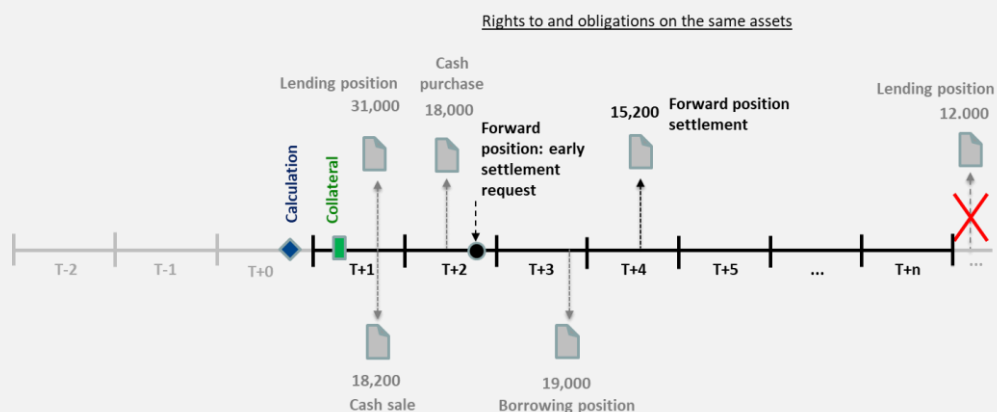 Rights to and obligations on the same assets
Lending position
31,000
Cash
purchase
18,000
Forward
position: early
settlement
request
15,200
Forward position
settlement
Lending position
12.000
Calculation
Collateral
T-2
T-1
T+0
T+1
T+2
T+3
T+4
T+5
...
T+n
...
18,200
Cash sale
19,000
Borrowing position